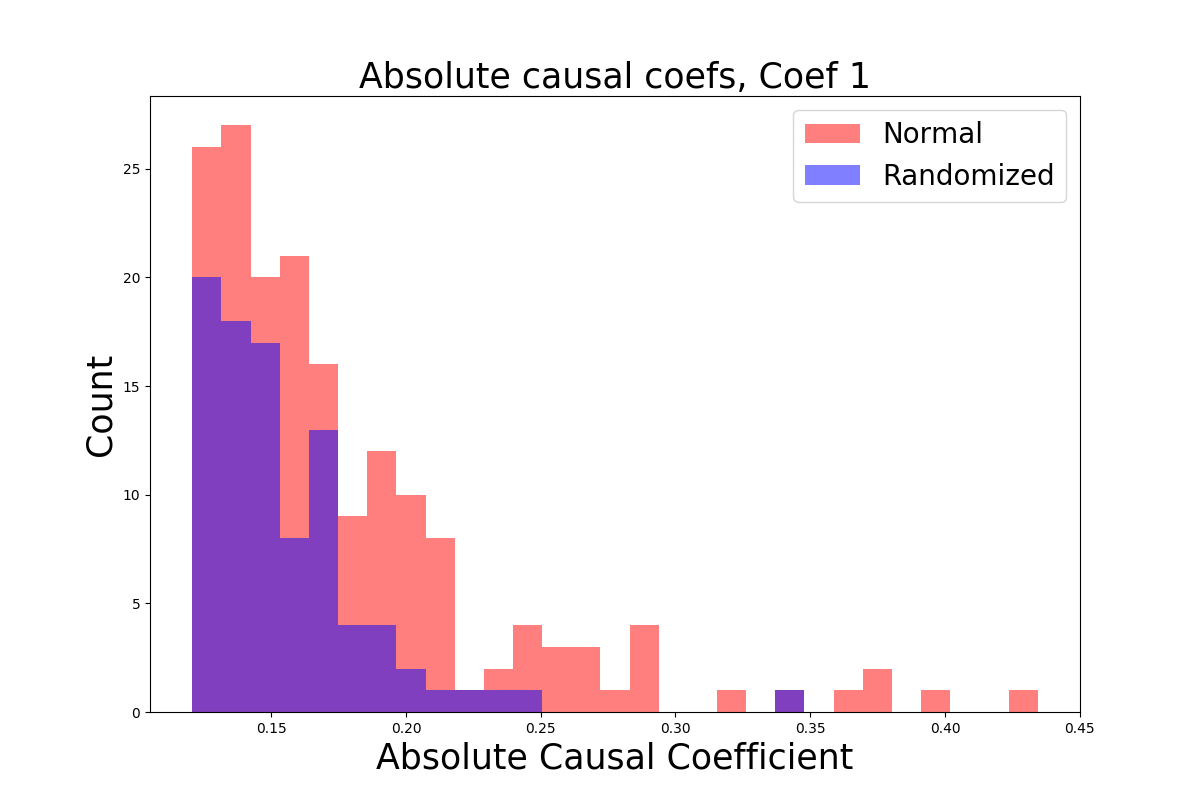 Absolute causal coefs, Coef 1
Normal
Randomized
Count
25
20
15
10
5
0
0.15 0.20 0.25 0.30 0.35 0.40 0.45
Absolute Causal Coefficient